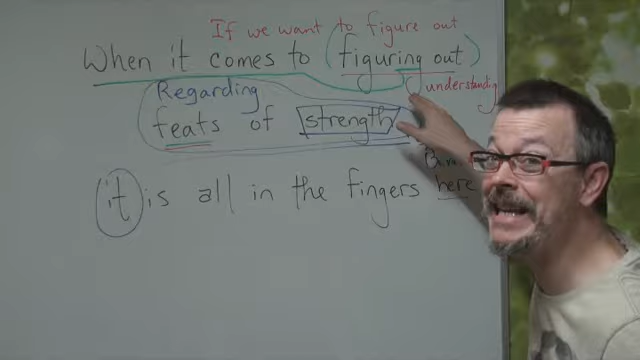 If we want to figure out
When it comes to (figuring out)
understanding
Regarding
feats of strength
it is all in the fingers here